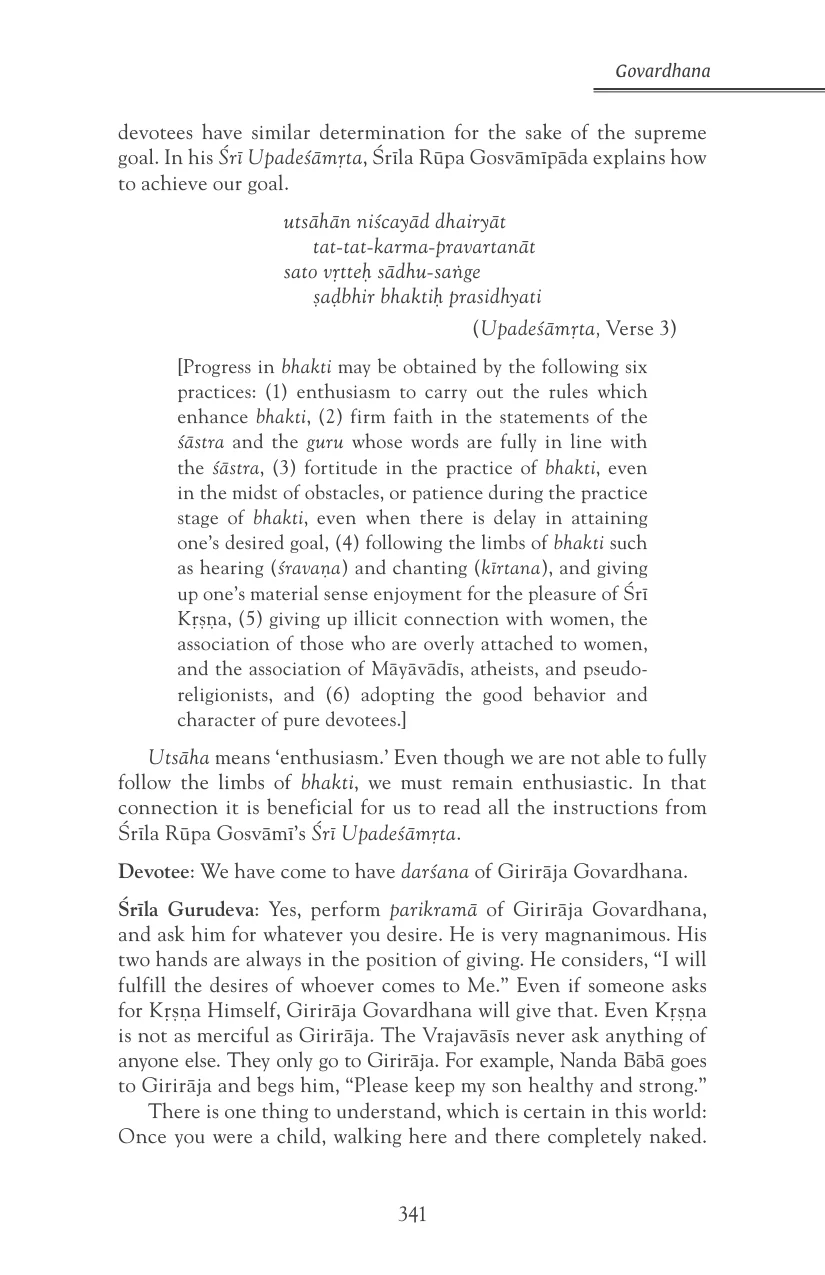 Govardhana
devotees have similar determination for the sake of the supreme
goal. In his Śrī Upadeśāmṛta, Śrīla Rūpa Gosvāmīpāda explains how
to achieve our goal.
utsāhān niścayād dhairyāt
tat-tat-karma-pravartanāt
sato vṛtteḥ sādhu-saṅge
ṣaḍbhir bhaktiḥ prasidhyati
(Upadeśāmṛta, Verse 3)
[Progress in bhakti may be obtained by the following six
practices: (1) enthusiasm to carry out the rules which
enhance bhakti, (2) firm faith in the statements of the
śāstra and the guru whose words are fully in line with
the śāstra, (3) fortitude in the practice of bhakti, even
in the midst of obstacles, or patience during the practice
stage of bhakti, even when there is delay in attaining
one’s desired goal, (4) following the limbs of bhakti such
as hearing (śravaṇa) and chanting (kīrtana), and giving
up one’s material sense enjoyment for the pleasure of Śrī
Kṛṣṇa, (5) giving up illicit connection with women, the
association of those who are overly attached to women,
and the association of Māyāvādīs, atheists, and pseudo-
religionists, and (6) adopting the good behavior and
character of pure devotees.]
Utsāha means ‘enthusiasm.’ Even though we are not able to fully
follow the limbs of bhakti, we must remain enthusiastic. In that
connection it is beneficial for us to read all the instructions from
Śrīla Rūpa Gosvāmī’s Śrī Upadeśāmṛta.
Devotee: We have come to have darśana of Girirāja Govardhana.
Śrīla Gurudeva: Yes, perform parikramā of Girirāja Govardhana,
and ask him for whatever you desire. He is very magnanimous. His
two hands are always in the position of giving. He considers, “I will
fulfill the desires of whoever comes to Me.” Even if someone asks
for Kṛṣṇa Himself, Girirāja Govardhana will give that. Even Kṛṣṇa
is not as merciful as Girirāja. The Vrajavāsīs never ask anything of
anyone else. They only go to Girirāja. For example, Nanda Bābā goes
to Girirāja and begs him, “Please keep my son healthy and strong.”
There is one thing to understand, which is certain in this world:
Once you were a child, walking here and there completely naked.
341